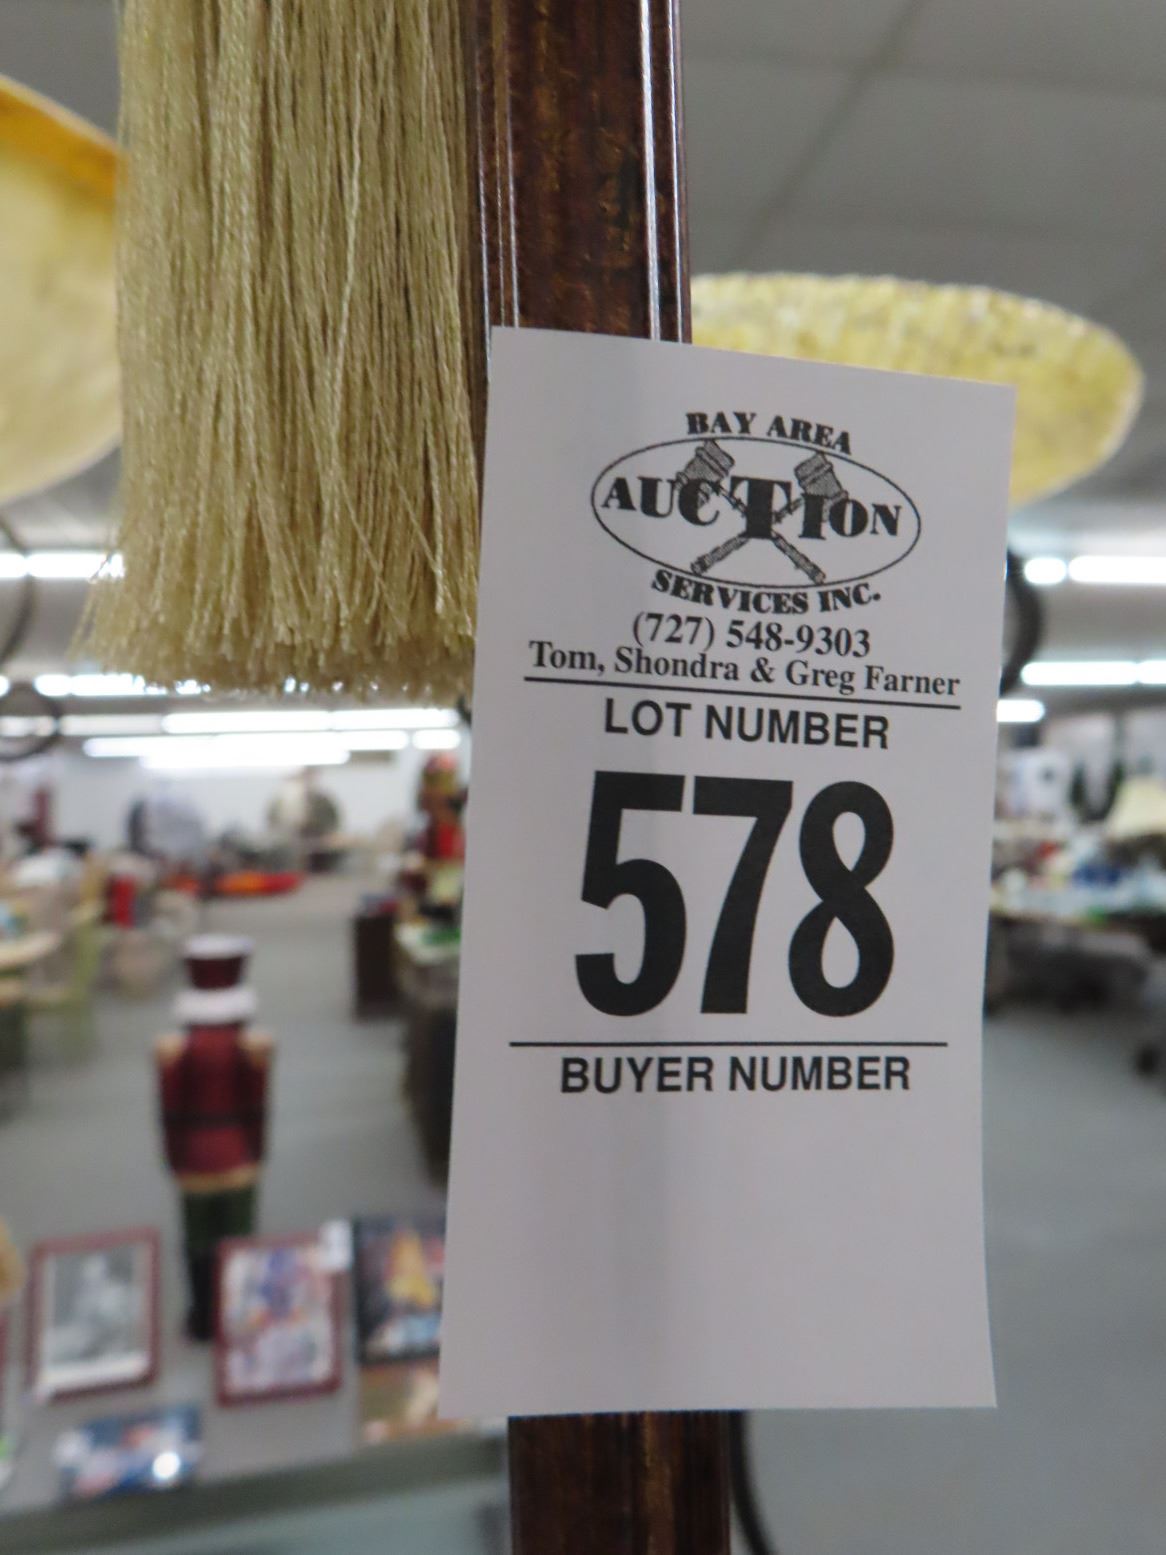 BAY AREA
AUCTION
SERVICES INC.
(727) 548-9303
Tom, Shondra & Greg Farner
LOT NUMBER
578
BUYER NUMBER